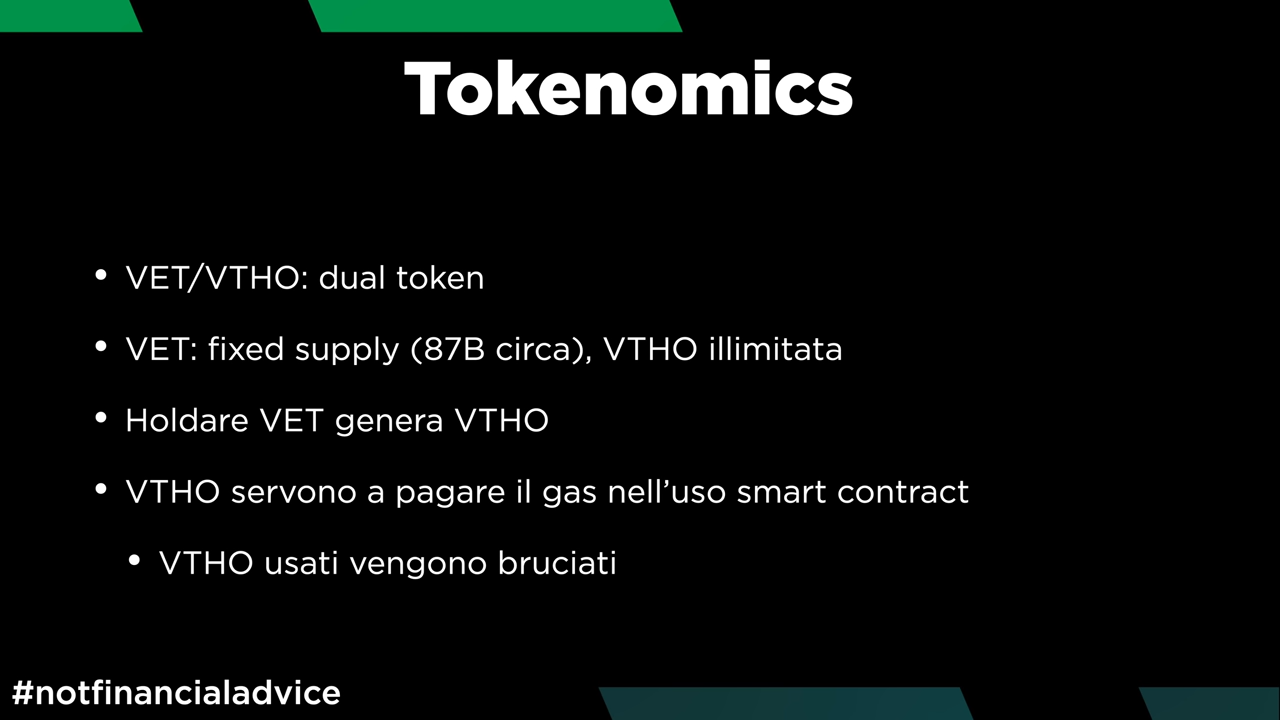 Tokenomics
• VET/VTHO: dual token
• VET: fixed supply (87B circa), VTHO illimitata
• Holdare VET genera VTHO
• VTHO servono a pagare il gas nell’uso smart contract
• VTHO usati vengono bruciati
#notfinancialadvice